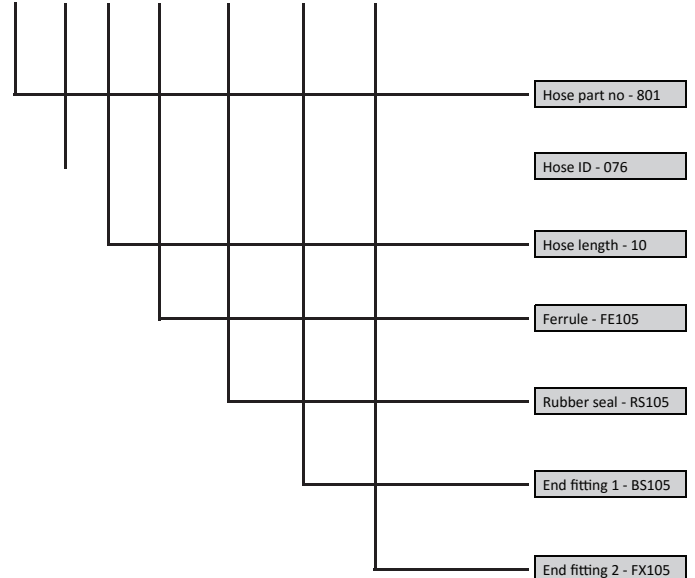 Hose part no - 801
Hose ID - 076
Hose length - 10
Ferrule - FE105
Rubber seal - RS105
End fitting 1 - BS105
End fitting 2 - FX105